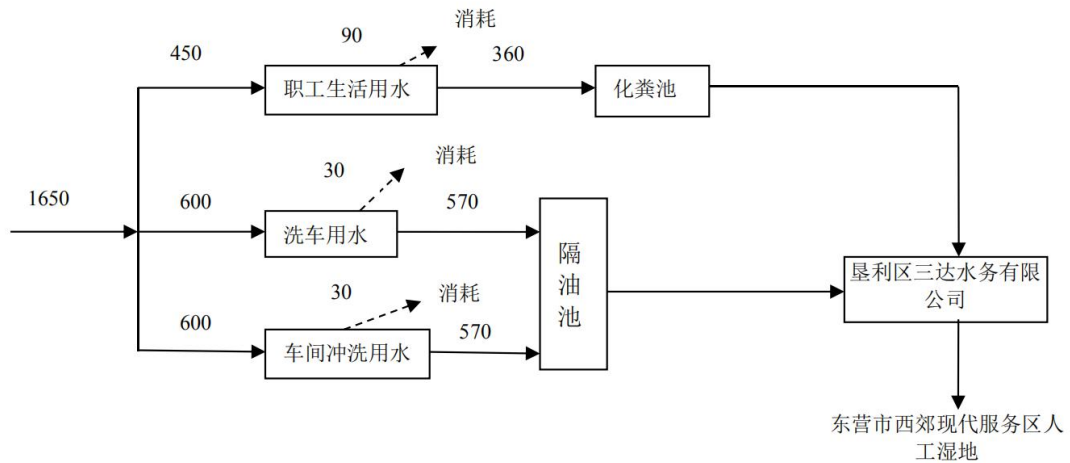 消耗
90
450
360
职工生活用水
化粪池
消耗
30
1650
600
570
洗车用水
隔油池
垦利区三达水务有限
公司
30
消耗
600
570
车间冲洗用水
东营市西郊现代服务区人
工湿地